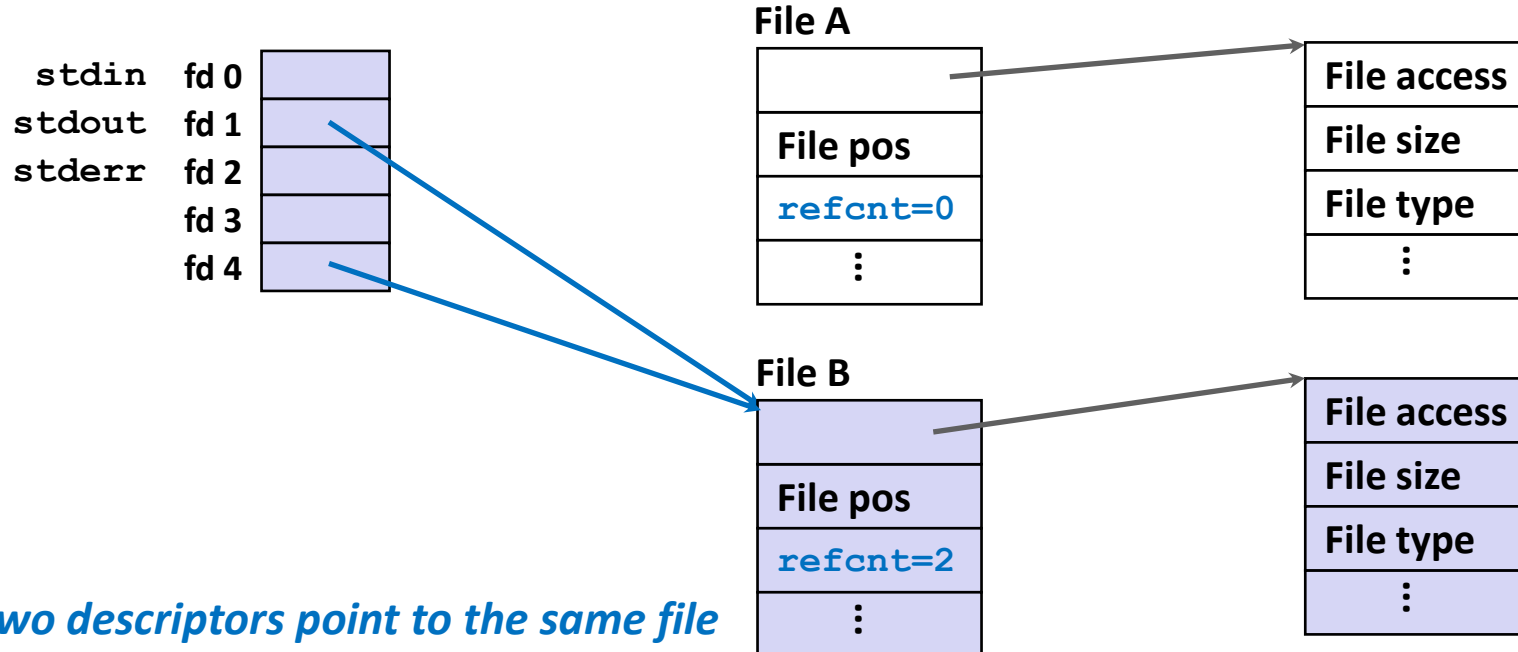 stdin fd 0
stdout fd 1
stderr fd 2
fd 3
fd 4
File A
File pos
refcnt=0
⋮
File access
File size
File type
⋮
File B
File pos
refcnt=2
⋮
File access
File size
File type
⋮
wo descriptors point to the same file